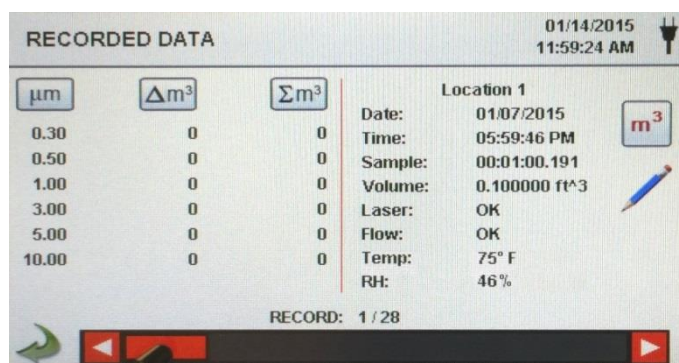 RECORDED DATA
01/14/2015
11:59:24 AM
µm Δm³ Σm³
0.30 0 0
0.50 0 0
1.00 0 0
3.00 0 0
5.00 0 0
10.00 0 0
Location 1
Date: 01/07/2015
Time: 05:59:46 PM
Sample: 00:01:00.191
Volume: 0.100000 ft^3
Laser: OK
Flow: OK
Temp: 75° F
RH: 46%
m³
RECORD: 1 / 28